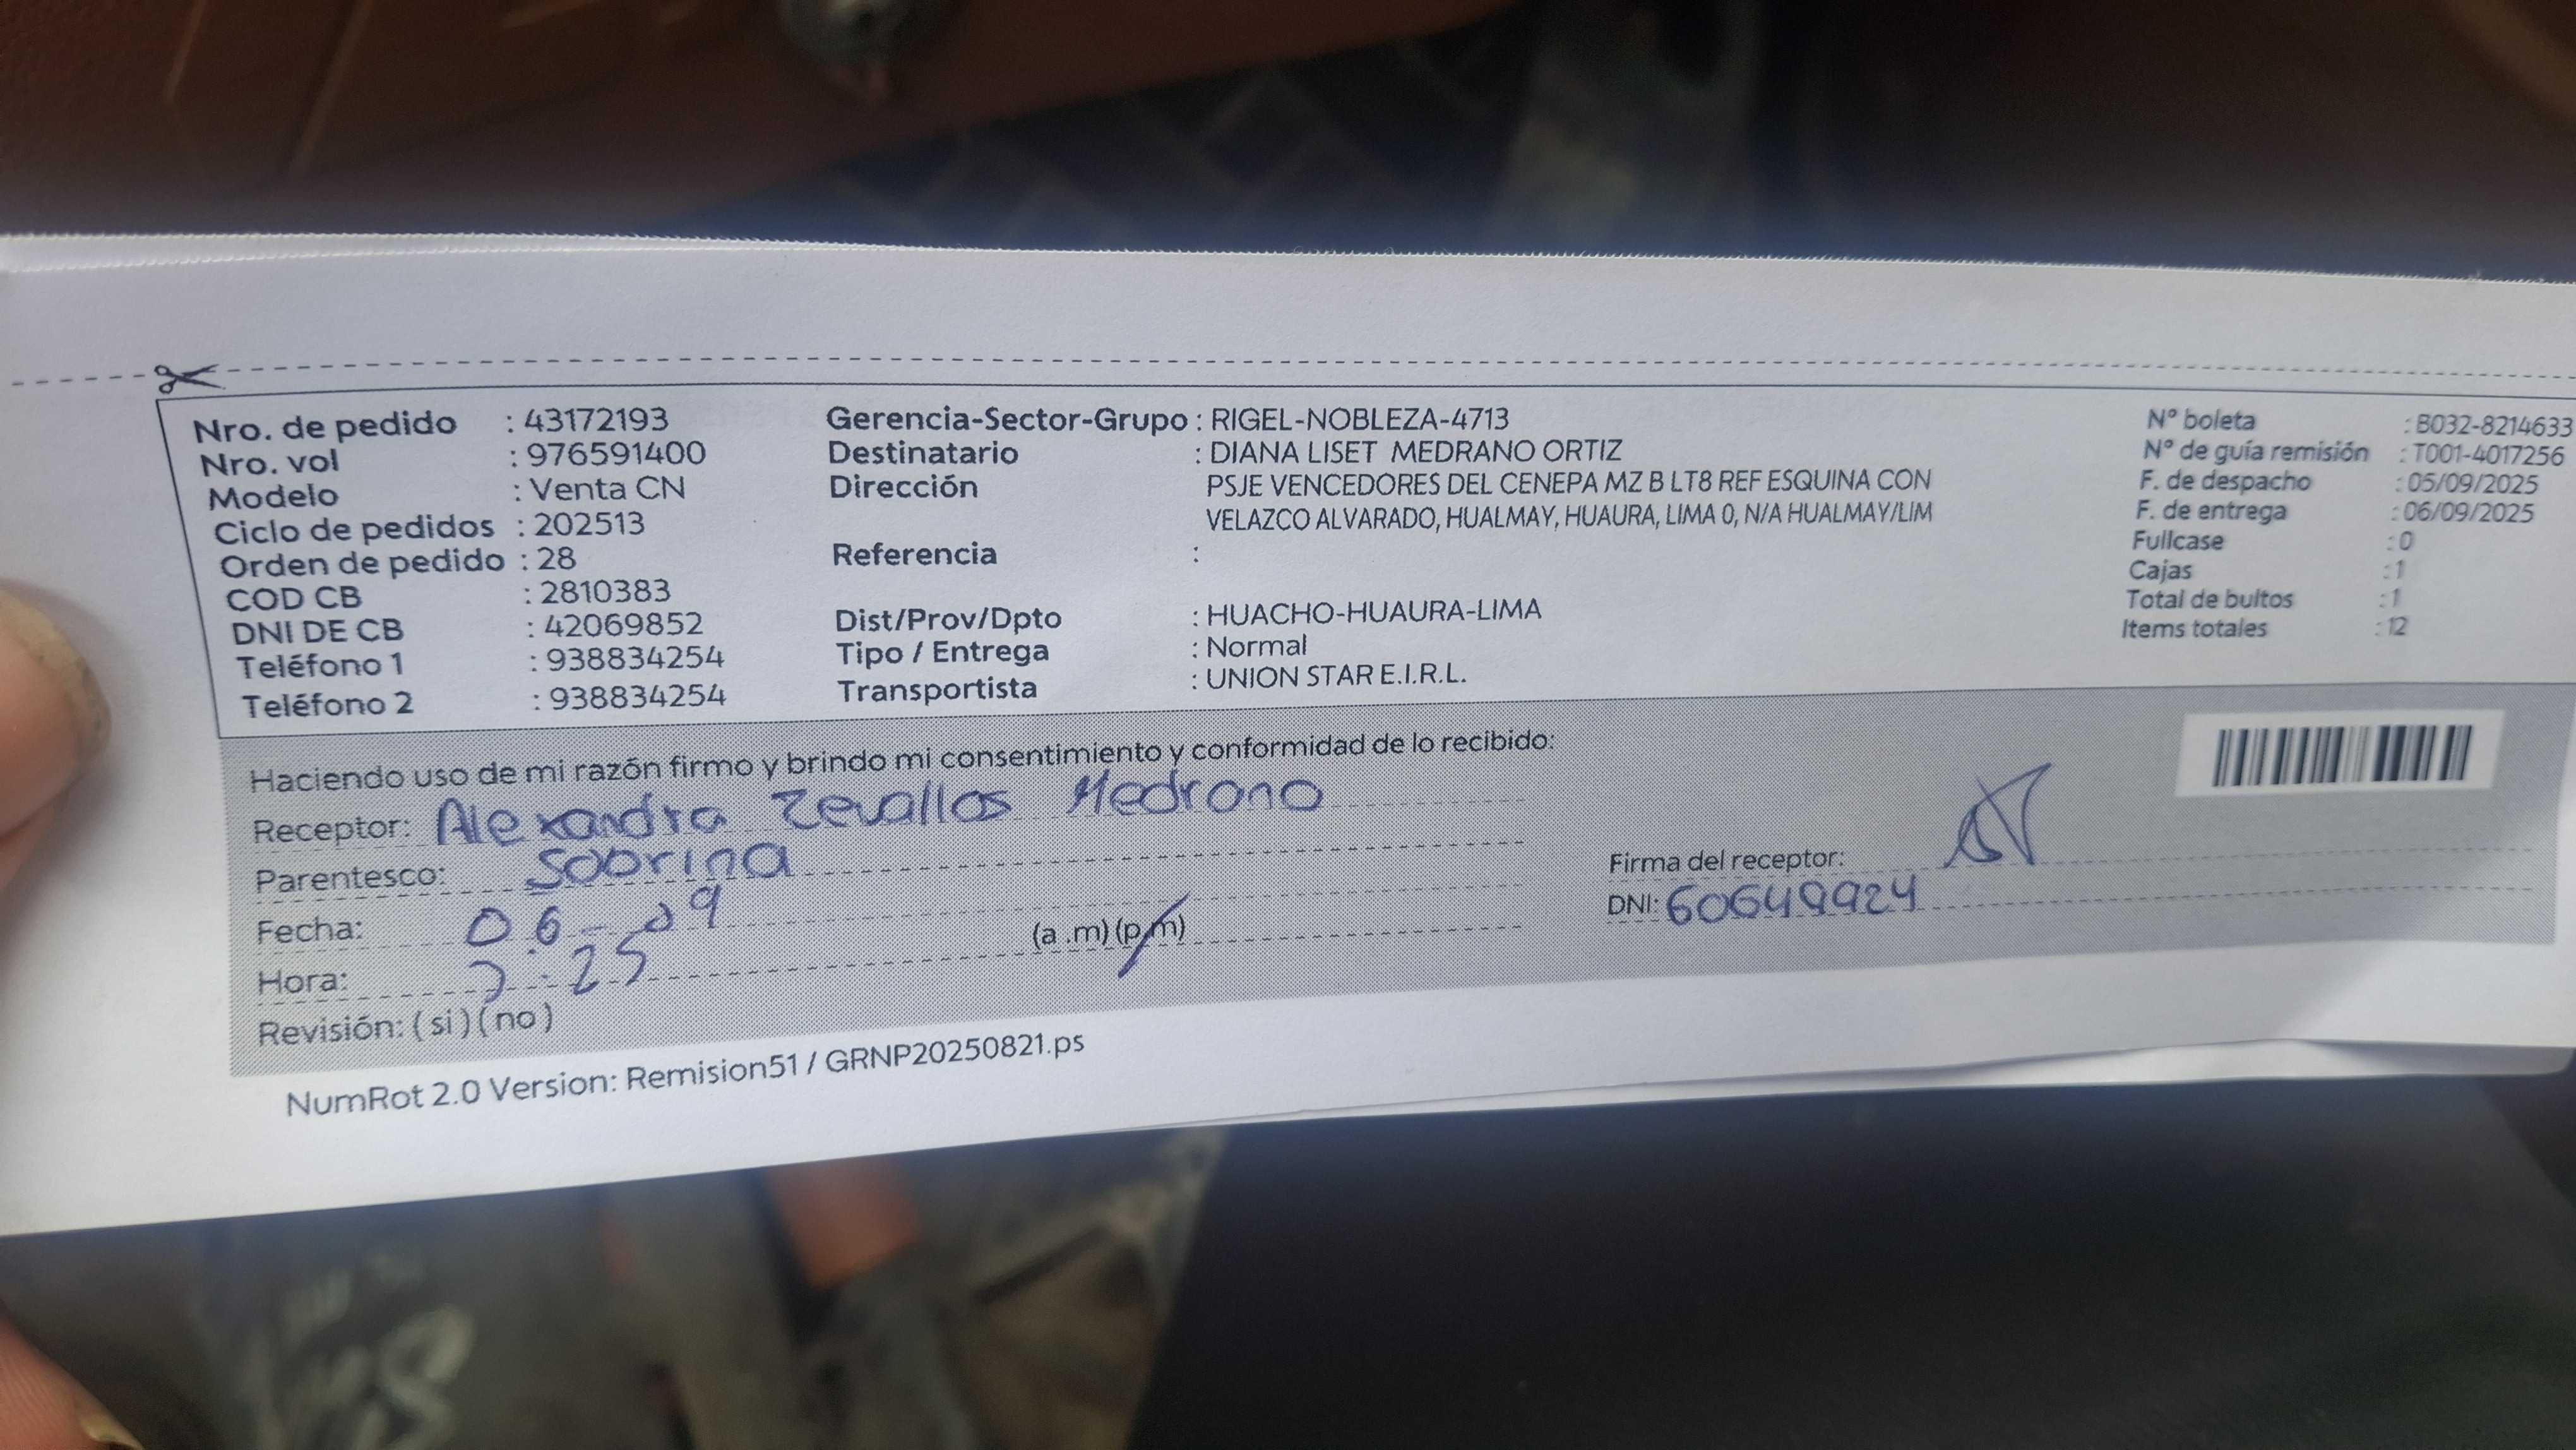 Nro. de pedido : 43172193
Nro. vol : 976591400
Modelo : Venta CN
Ciclo de pedidos : 202513
Orden de pedido : 28
COD CB : 2810383
DNI DE CB : 42069852
Teléfono 1 : 938834254
Teléfono 2 : 938834254
Gerencia-Sector-Grupo : RIGEL-NOBLEZA-4713
Destinatario : DIANA LISET MEDRANO ORTIZ
Dirección PSJE VENCEDORES DEL CENEPA MZ B LT8 REF ESQUINA CON
VELAZCO ALVARADO, HUALMAY, HUAURA, LIMA 0, N/A HUALMAY/LIM
Referencia :
Dist/Prov/Dpto : HUACHO-HUAURA-LIMA
Tipo / Entrega : Normal
Transportista : UNION STAR E.I.R.L.
Nº boleta : B032-8214633
Nº de guía remisión : T001-4017256
F. de despacho : 05/09/2025
F. de entrega : 06/09/2025
Fullcase : 0
Cajas : 1
Total de bultos : 1
Items totales : 12
Haciendo uso de mi razón firmo y brindo mi consentimiento y conformidad de lo recibido:
Receptor: Alexandra Zevallos Medrano
Parentesco: Sobrina
Fecha: 06-09
Hora: 2:25 (a .m) (p.m)
Revisión: ( si ) ( no )
Firma del receptor:
DNI: 60649924
NumRot 2.0 Version: Remision51 / GRNP20250821.ps